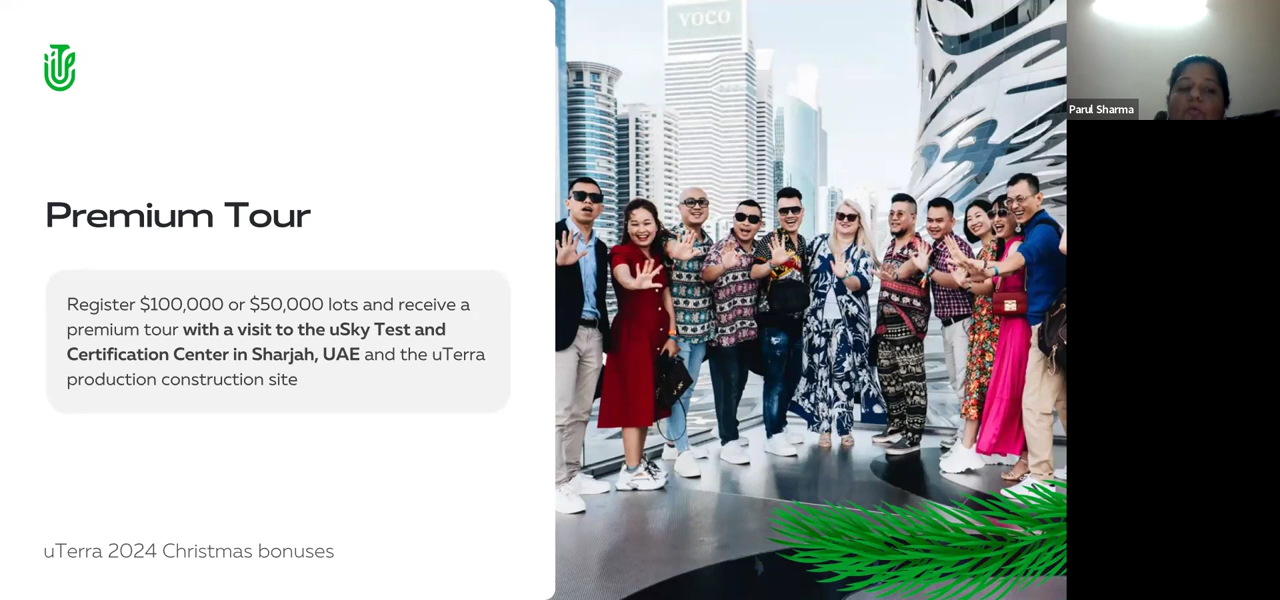 Premium Tour
Register $100,000 or $50,000 lots and receive a
premium tour with a visit to the uSky Test and
Certification Center in Sharjah, UAE and the uTerra
production construction site
uTerra 2024 Christmas bonuses
VOCO
Parul Sharma